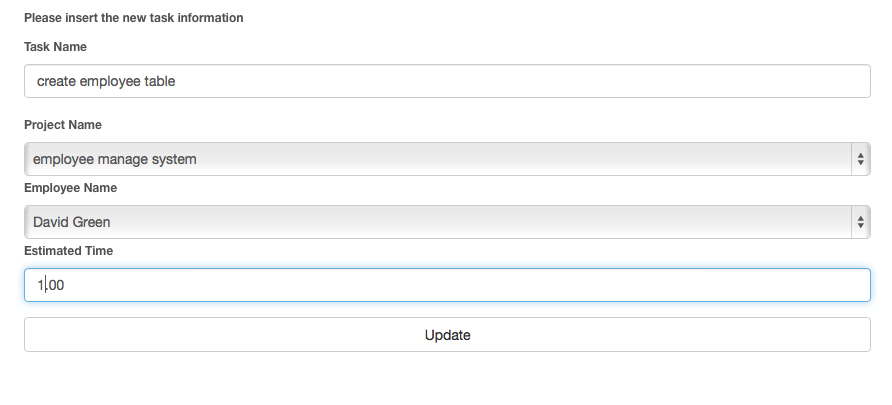 Please insert the new task information
Task Name
create employee table
Project Name
employee manage system
Employee Name
David Green
Estimated Time
1.00
Update